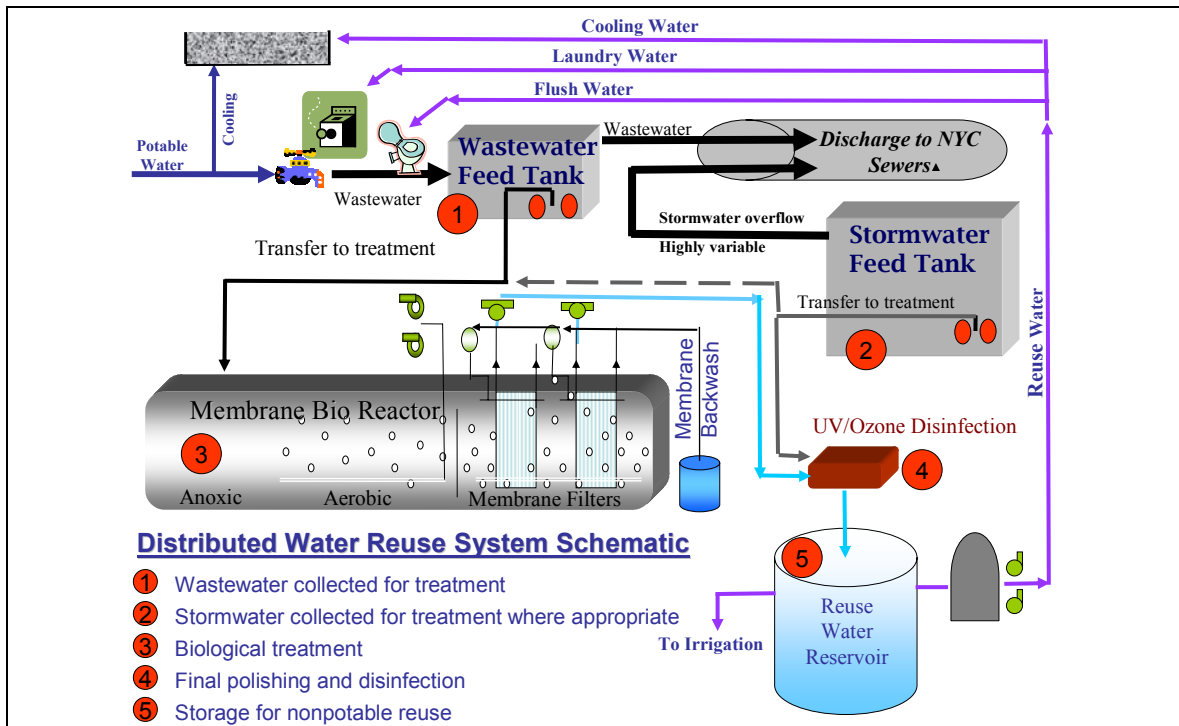 Cooling Water
Laundry Water
Flush Water
Cooling
Potable
Water
Wastewater
Wastewater
Feed Tank
1
Wastewater
Discharge to NYC
Sewers▲
Stormwater overflow
Highly variable
Stormwater
Feed Tank
Transfer to treatment
2
Reuse Water
Transfer to treatment
Membrane Bio Reactor
3
Anoxic
Aerobic
Membrane Filters
Membrane
Backwash
UV/Ozone Disinfection
4
5
Reuse
Water
Reservoir
To Irrigation
Distributed Water Reuse System Schematic
1 Wastewater collected for treatment
2 Stormwater collected for treatment where appropriate
3 Biological treatment
4 Final polishing and disinfection
5 Storage for nonpotable reuse